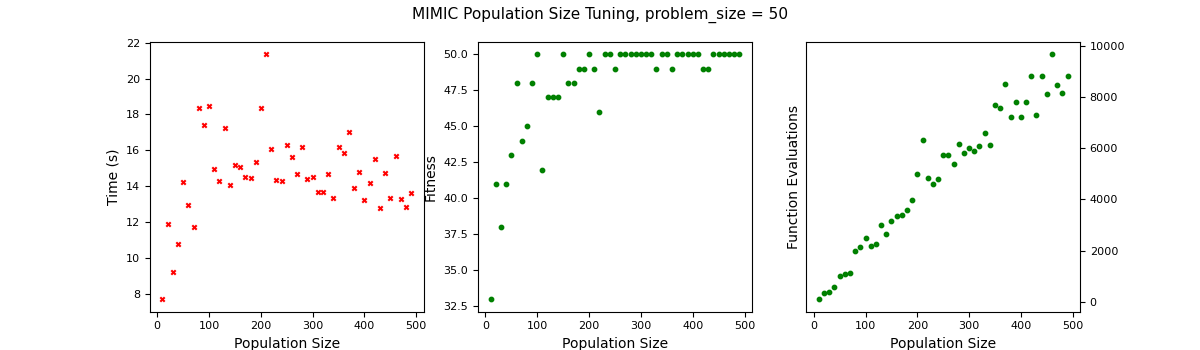 MIMIC Population Size Tuning, problem_size = 50
Time (s)
22
20
18
16
14
12
10
8
0 100 200 300 400 500
Population Size
Fitness
50.0
47.5
45.0
42.5
40.0
37.5
35.0
32.5
0 100 200 300 400 500
Population Size
Function Evaluations
10000
8000
6000
4000
2000
0
0 100 200 300 400 500
Population Size